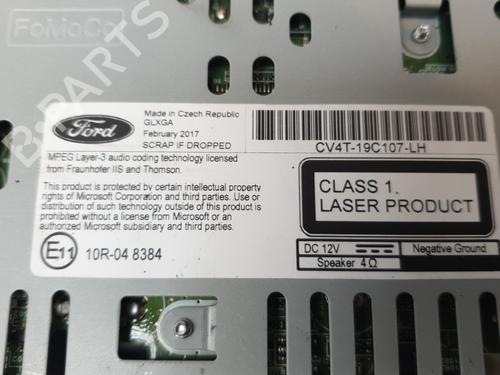 FoMoCo
B-PARTS
Ford
Made in Czech Republic
GLXGA
February 2017
SCRAP IF DROPPED
CV4T-19C107-LH
MPEG Layer-3 audio coding technology licensed
from Fraunhofer IIS and Thomson.
This product is protected by certain intellectual property
rights of Microsoft Corporation and third parties. Use or
distribution of such technology outside of this product is
prohibited without a license from Microsoft or an
authorized Microsoft subsidiary and third parties.
CLASS 1.
LASER PRODUCT
E11 10R-04 8384
DC 12V Negative Ground
Speaker 4 Ω